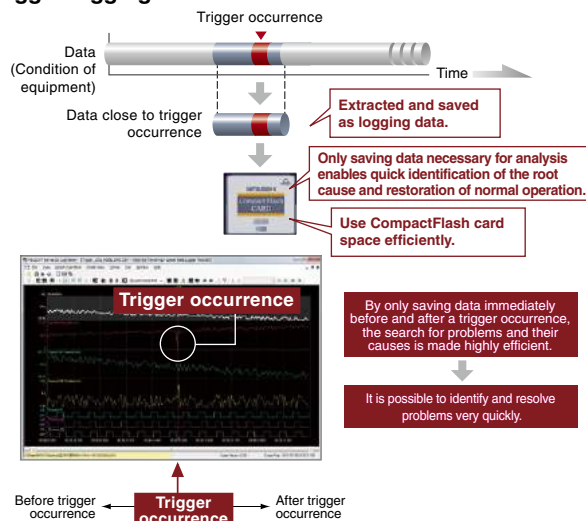 Trigger occurrence
Data
(Condition of
equipment)
Time
Data close to trigger
occurrence
Extracted and saved
as logging data.
Only saving data necessary for analysis
enables quick identification of the root
cause and restoration of normal operation.
MITSUBISHI
CompactFlash
CARD
Use CompactFlash card
space efficiently.
Trigger occurrence
By only saving data immediately
before and after a trigger occurrence,
the search for problems and their
causes is made highly efficient.
It is possible to identify and resolve
problems very quickly.
Before trigger
occurrence
Trigger
occurrence
After trigger
occurrence